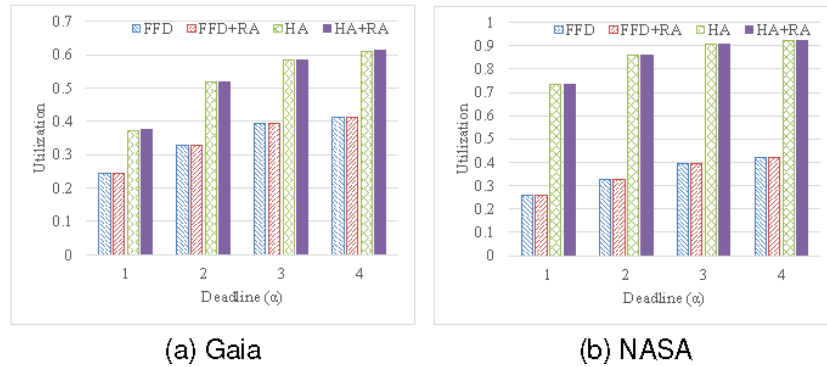 0.7
FFD FFD+RA HA HA+RA
0.6
0.5
0.4
0.3
0.2
0.1
0
Utilization
1 2 3 4
Deadline (α)
(a) Gaia
1
FFD FFD+RA HA HA+RA
0.9
0.8
0.7
0.6
0.5
0.4
0.3
0.2
0.1
0
Utilization
1 2 3 4
Deadline (α)
(b) NASA